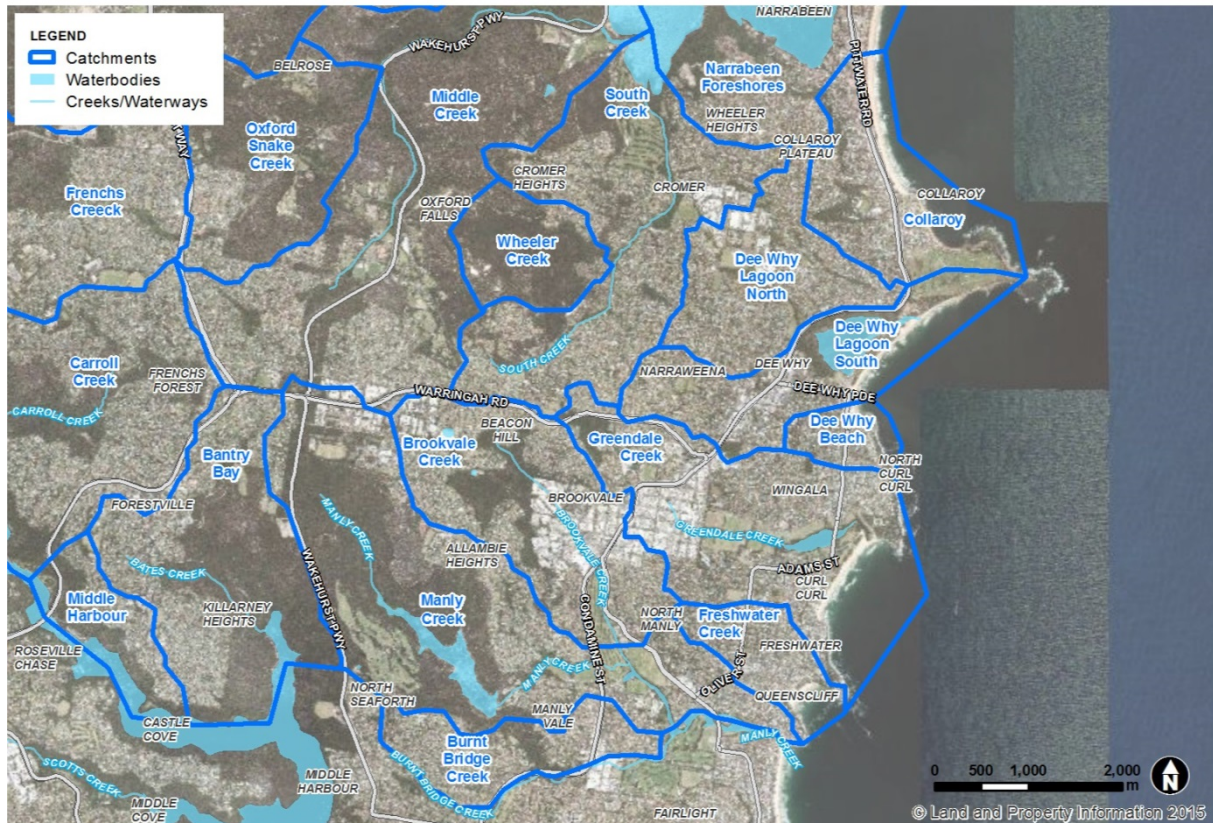 LEGEND
Catchments
Waterbodies
Creeks/Waterways
WAKEHURST PWY
NARRABEEN
BELROSE
Middle
Creek
South
Creek
Narrabeen
Foreshores
PITTWATER RD
WHEELER
HEIGHTS
Oxford
Snake
Creek
T WAY
COLLAROY
PLATEAU
CROMER
HEIGHTS
CROMER
Frenchs
Creeck
OXFORD
FALLS
COLLAROY
Collaroy
Wheeler
Creek
Dee Why
Lagoon
North
Dee Why
Lagoon
South
Carroll
Creek
FRENCHS
FOREST
SOUTH CREEK
NARRAWEENA
DEE WHY
DEE WHY PDE
WARRINGAH RD
CARROLL CREEK
BEACON
HILL
Brookvale
Creek
Greendale
Creek
Dee Why
Beach
Bantry
Bay
NORTH
CURL
CURL
FORESTVILLE
BROOKVALE
WINGALA
MANLY CREEK
BROOKVALE CREEK
GREENDALE CREEK
ALLAMBIE
HEIGHTS
WAKEHURST PWY
BATES CREEK
ADAMS ST
CURL
CURL
Middle
Harbour
KILLARNEY
HEIGHTS
Manly
Creek
CONDAMINE ST
NORTH
MANLY
Freshwater
Creek
FRESHWATER
ROSEVILLE
CHASE
MANLY CREEK
OLIVER ST
NORTH
SEAFORTH
QUEENSCLIFF
CASTLE
COVE
MANLY
VALE
MANLY CREEK
Burnt
Bridge
Creek
BURNT BRIDGE CREEK
SCOTTS CREEK
MIDDLE
HARBOUR
MIDDLE
COVE
FAIRLIGHT
0 500 1,000 2,000
m
N
© Land and Property Information 2015